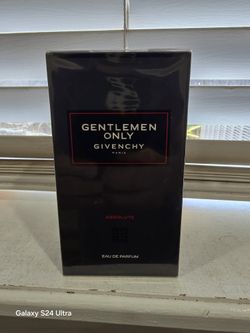 GENTLEMEN
ONLY
GIVENCHY
PARIS
ABSOLUTE
EAU DE PARFUM
Galaxy S24 Ultra